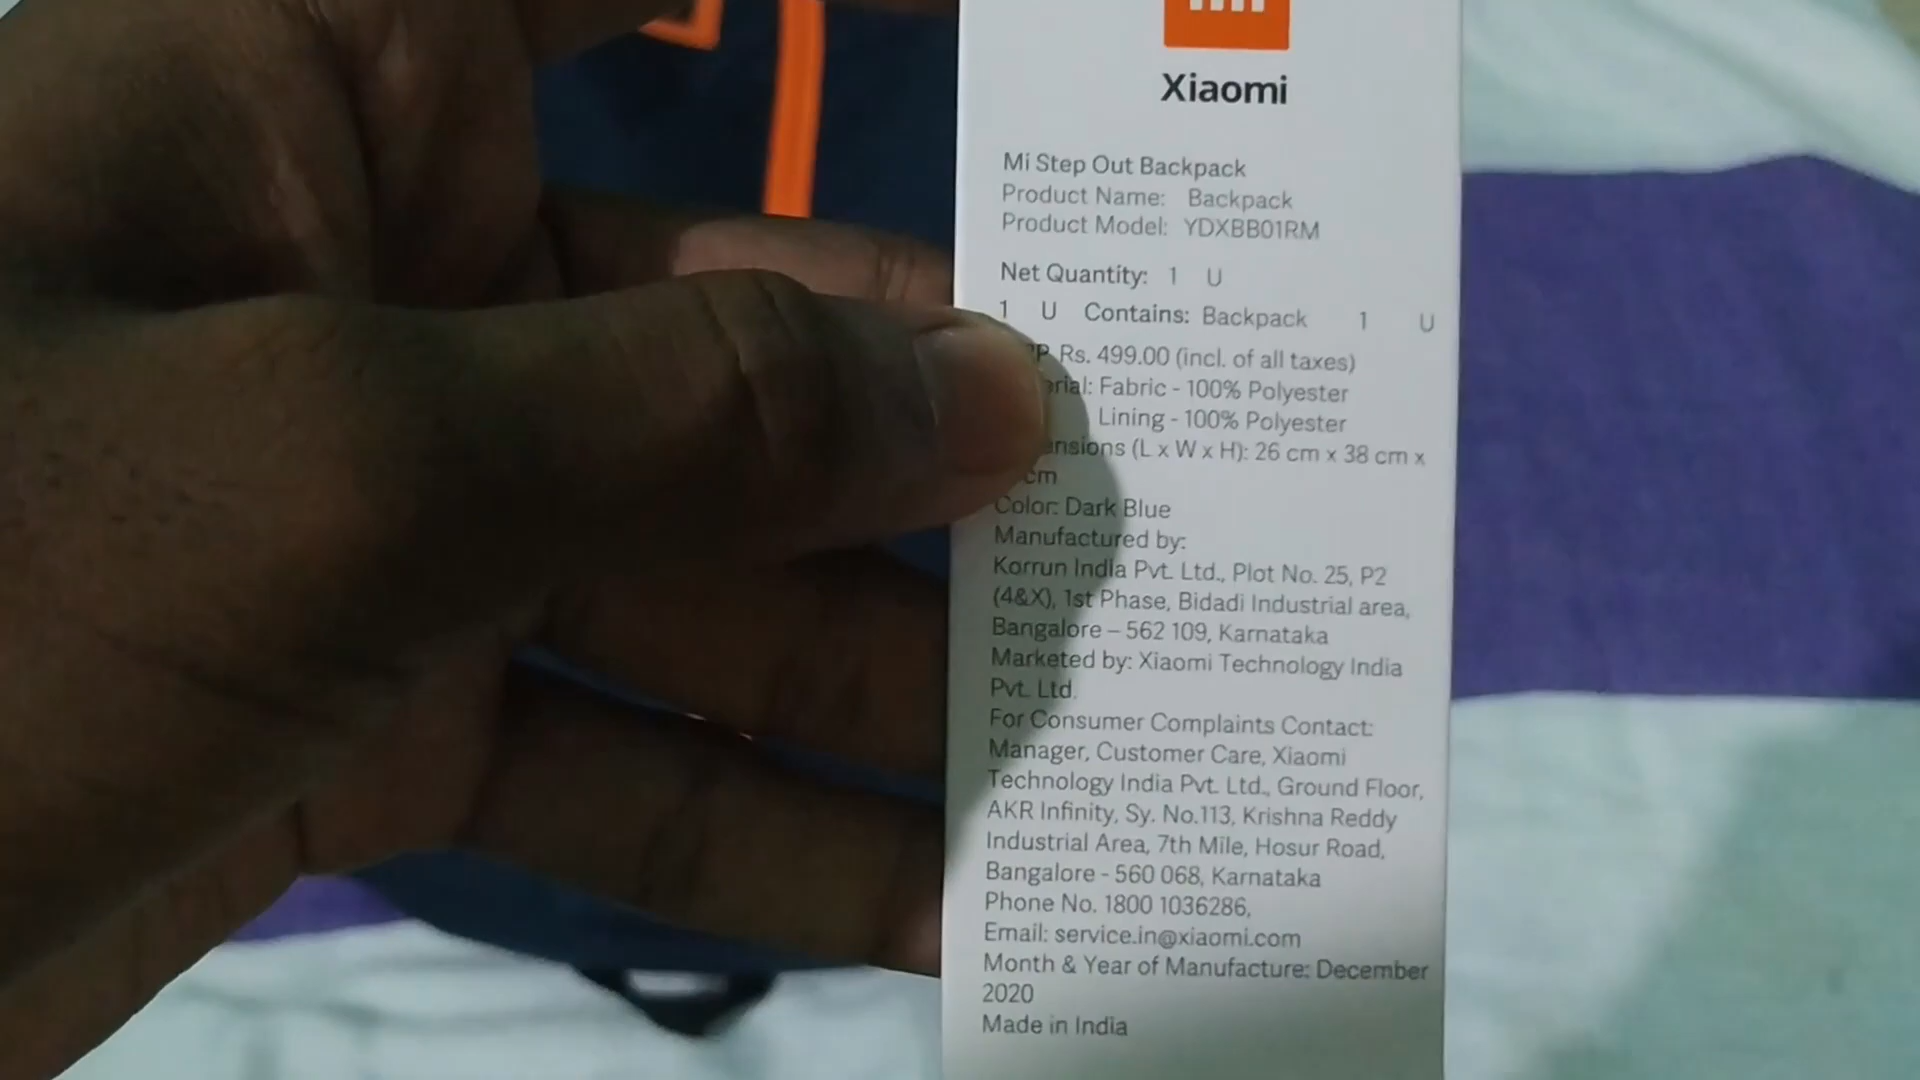 Xiaomi
Mi Step Out Backpack
Product Name: Backpack
Product Model: YDXBB01RM
Net Quantity: 1 U
1 U Contains: Backpack 1 U
Rs. 499.00 (incl. of all taxes)
Fabric - 100% Polyester
Lining - 100% Polyester
(L x W x H): 26 cm x 38 cm x
cm
Color: Dark Blue
Manufactured by:
Korrun India Pvt. Ltd., Plot No. 25, P2
(4&X), 1st Phase, Bidadi Industrial area,
Bangalore – 562 109, Karnataka
Marketed by: Xiaomi Technology India
Pvt. Ltd.
For Consumer Complaints Contact:
Manager, Customer Care, Xiaomi
Technology India Pvt. Ltd., Ground Floor,
AKR Infinity, Sy. No.113, Krishna Reddy
Industrial Area, 7th Mile, Hosur Road,
Bangalore - 560 068, Karnataka
Phone No. 1800 1036286,
Email: service.in@xiaomi.com
Month & Year of Manufacture: December
2020
Made in India